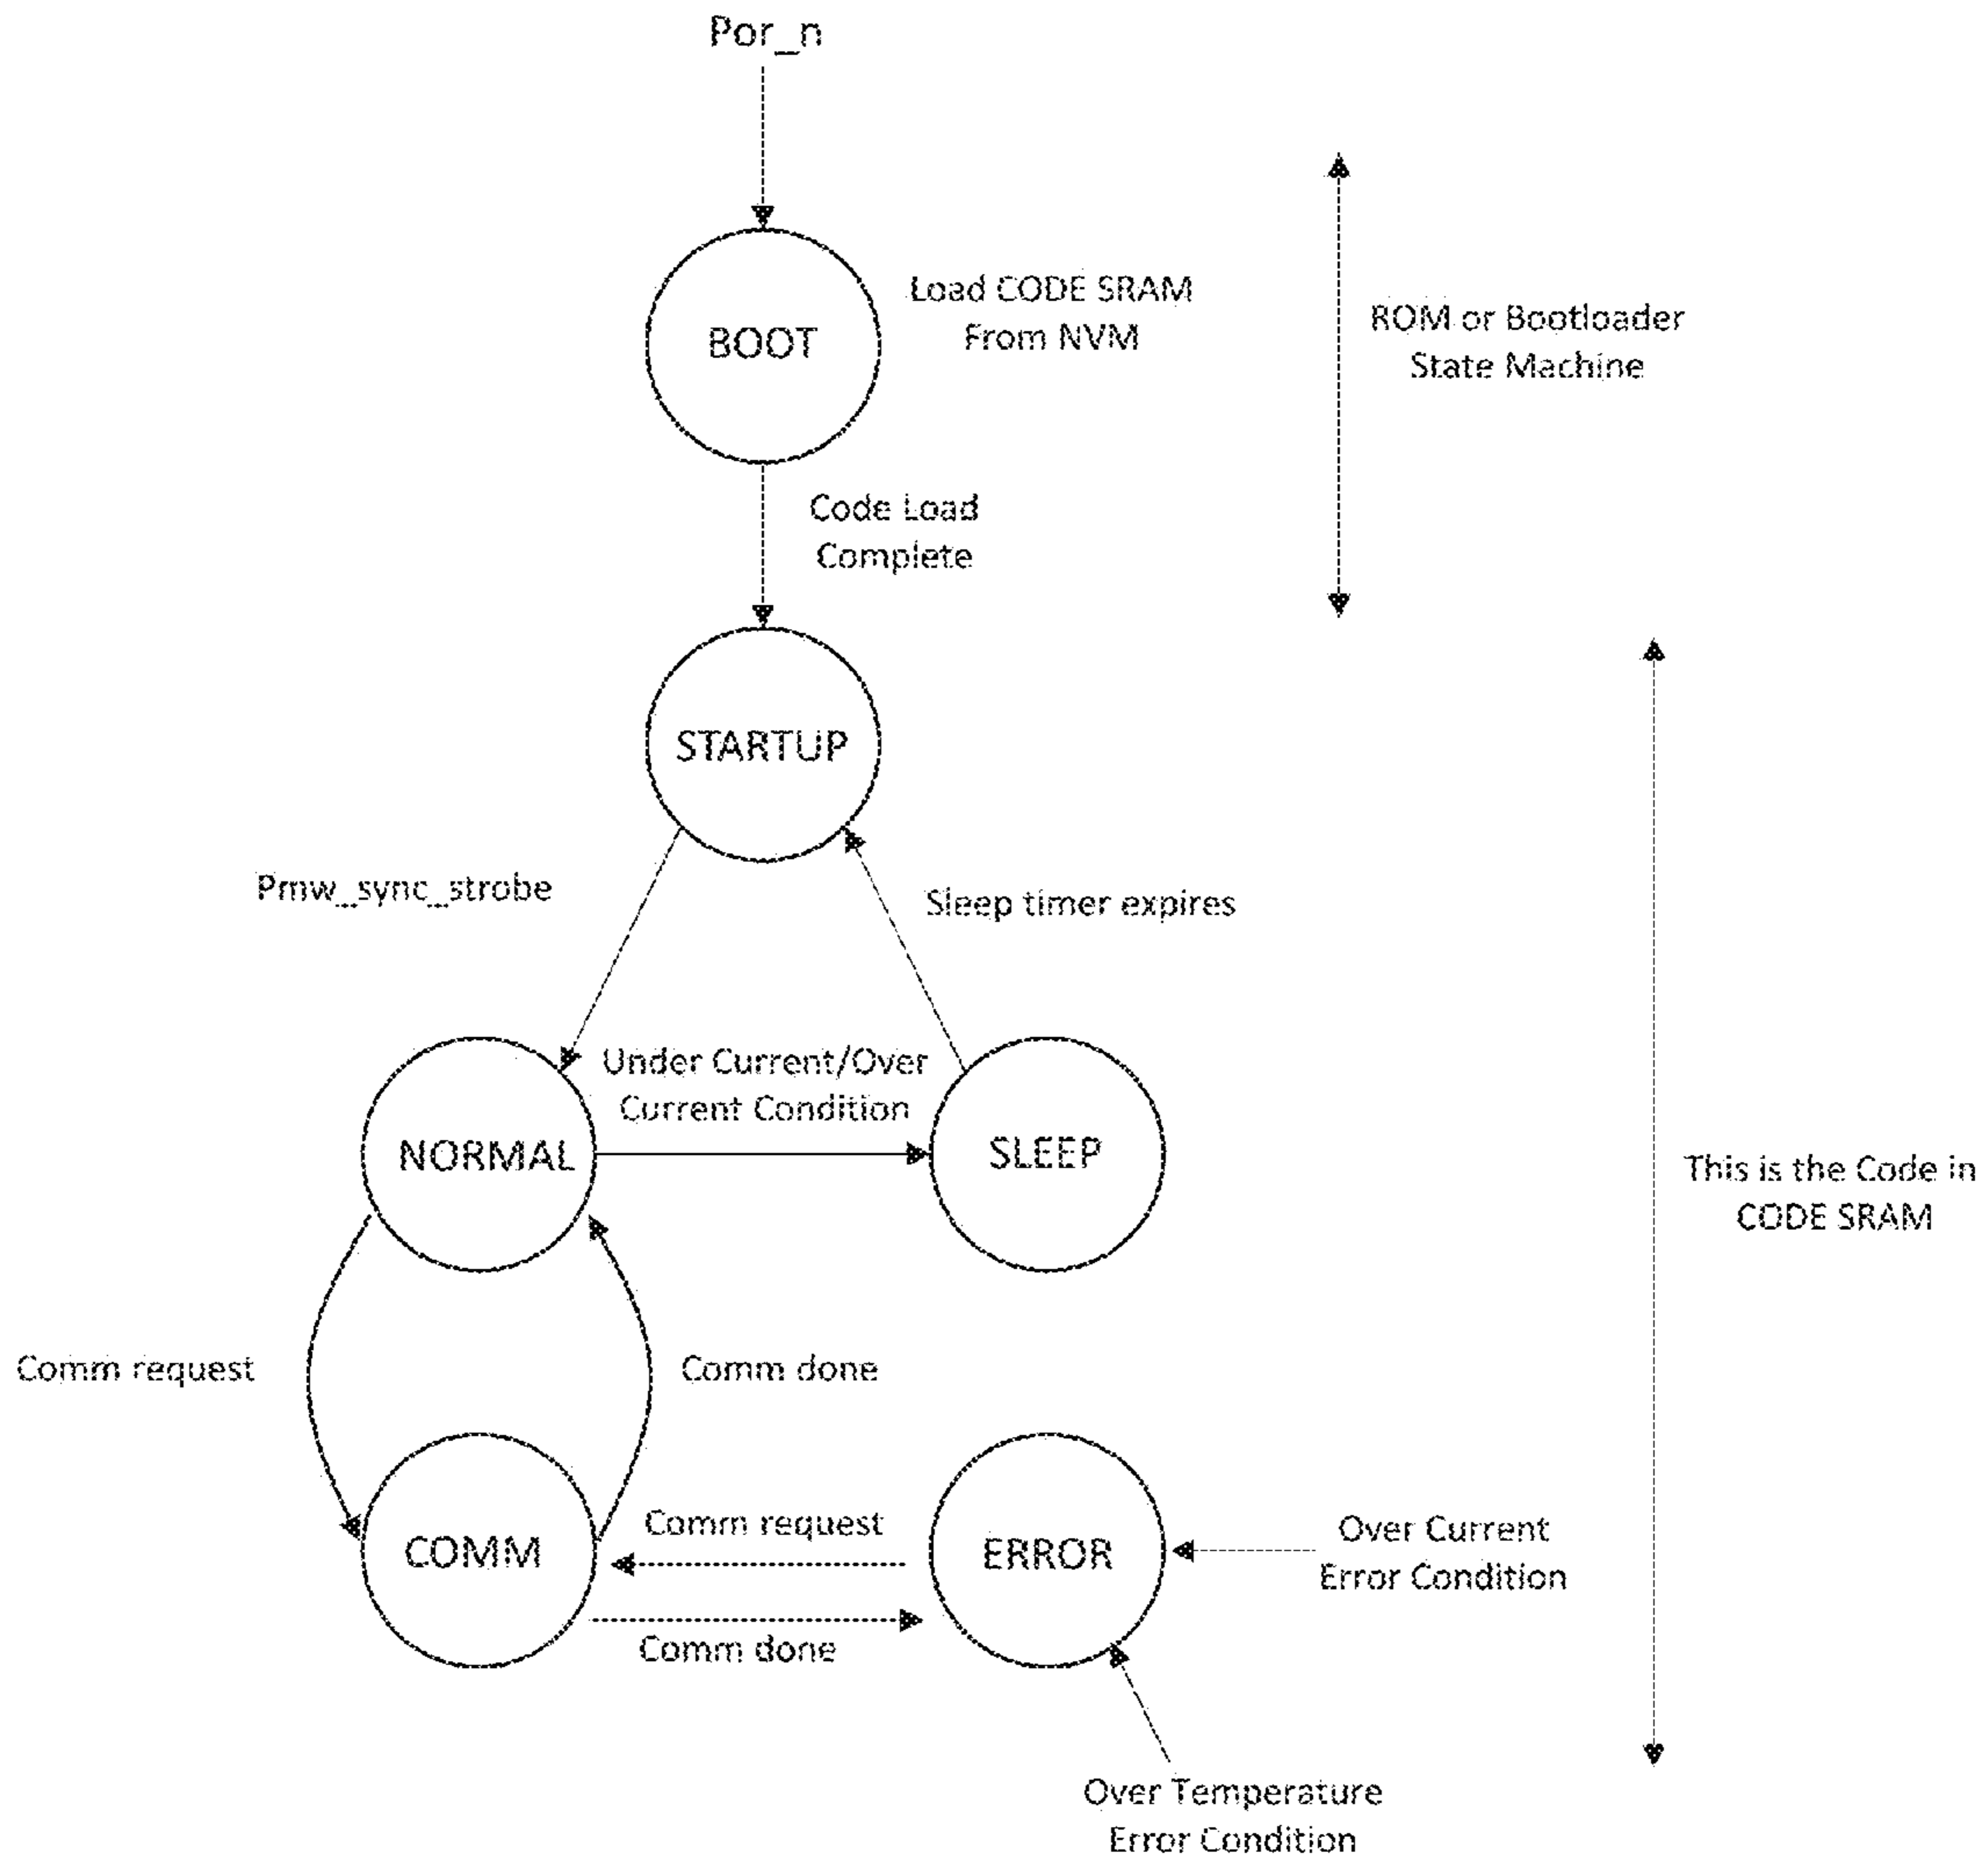 Por_n
BOOT
Load CODE SRAM
From NVM
ROM or Bootloader
State Machine
Code Load
Complete
STARTUP
Pmw_sync_strobe
Sleep timer expires
Under Current/Over
Current Condition
NORMAL
SLEEP
This is the Code in
CODE SRAM
Comm request
Comm done
COMM
Comm request
Comm done
ERROR
Over Current
Error Condition
Over Temperature
Error Condition